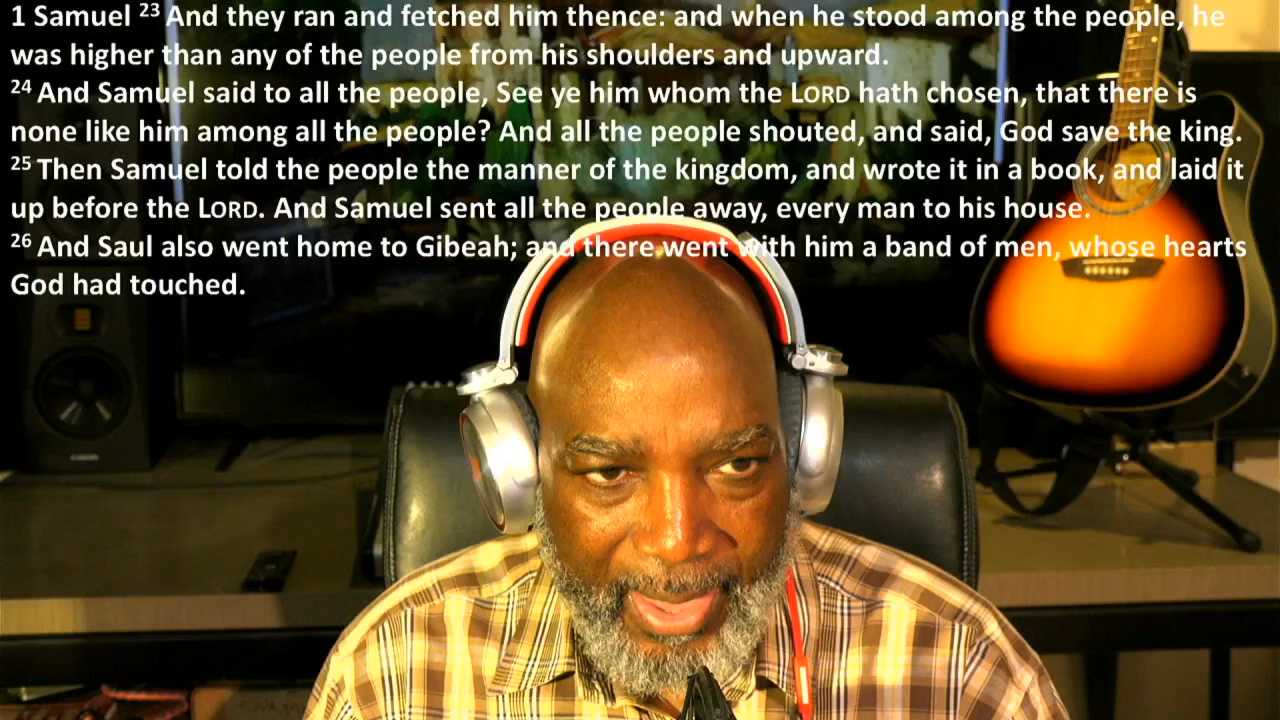 1 Samuel 23 And they ran and fetched him thence: and when he stood among the people, he
was higher than any of the people from his shoulders and upward.
24 And Samuel said to all the people, See ye him whom the LORD hath chosen, that there is
none like him among all the people? And all the people shouted, and said, God save the king.
25 Then Samuel told the people the manner of the kingdom, and wrote it in a book, and laid it
up before the LORD. And Samuel sent all the people away, every man to his house.
26 And Saul also went home to Gibeah; and there went with him a band of men, whose hearts
God had touched.